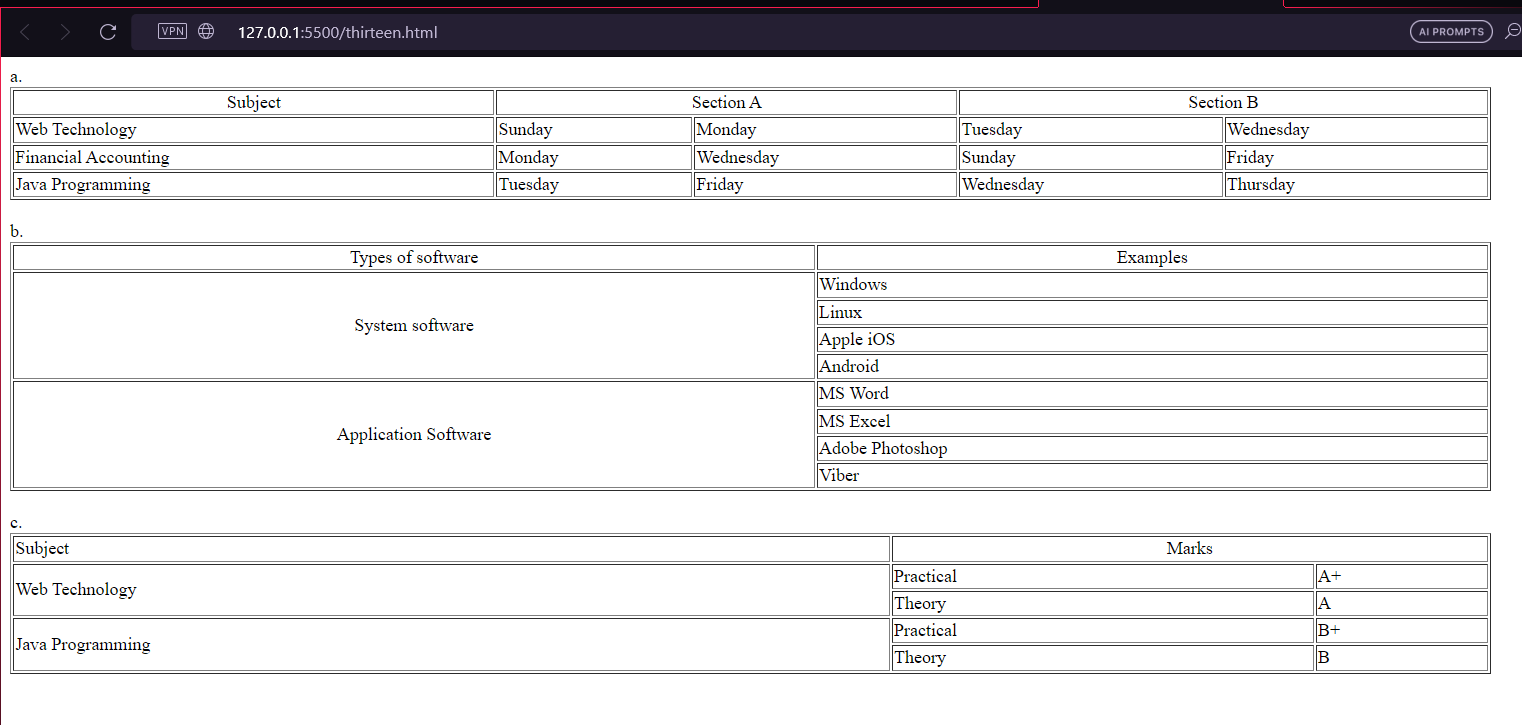 VPN 127.0.0.1:5500/thirteen.html AI PROMPTS
a.
Subject Section A Section B
Web Technology Sunday Monday Tuesday Wednesday
Financial Accounting Monday Wednesday Sunday Friday
Java Programming Tuesday Friday Wednesday Thursday
b.
Types of software Examples
Windows
Linux
System software
Apple iOS
Android
MS Word
MS Excel
Application Software
Adobe Photoshop
Viber
c.
Subject Marks
Web Technology
Practical A+
Theory A
Java Programming
Practical B+
Theory B